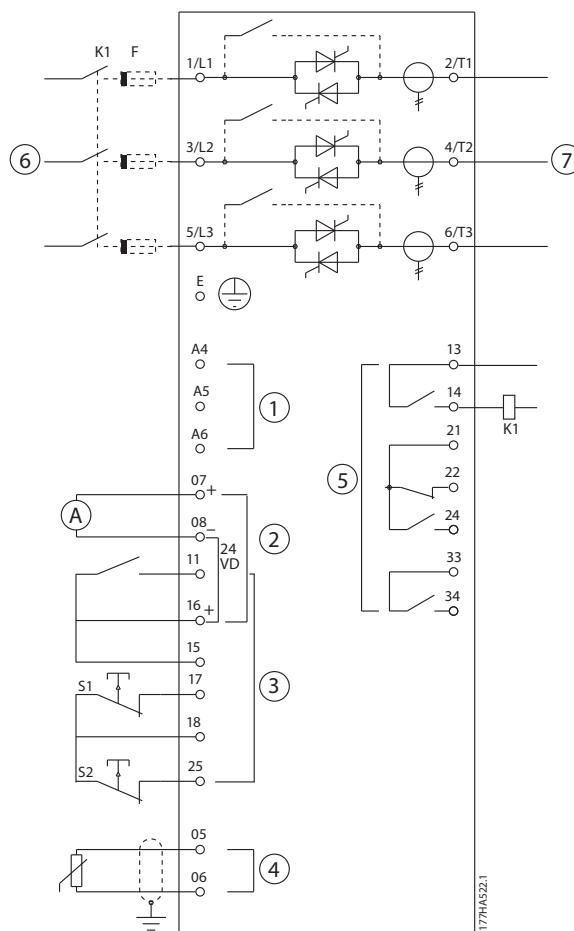 K1 F 1/L1 2/T1
6 3/L2 4/T2 7
5/L3 6/T3
E
A4 13
A5 1 14
A6 K1
21
5 22
07 +
A 08 – 2 24
24
VD
11 33
16 + 34
15
S1 17 3
18
S2 25
05
4
06
177HA522.1